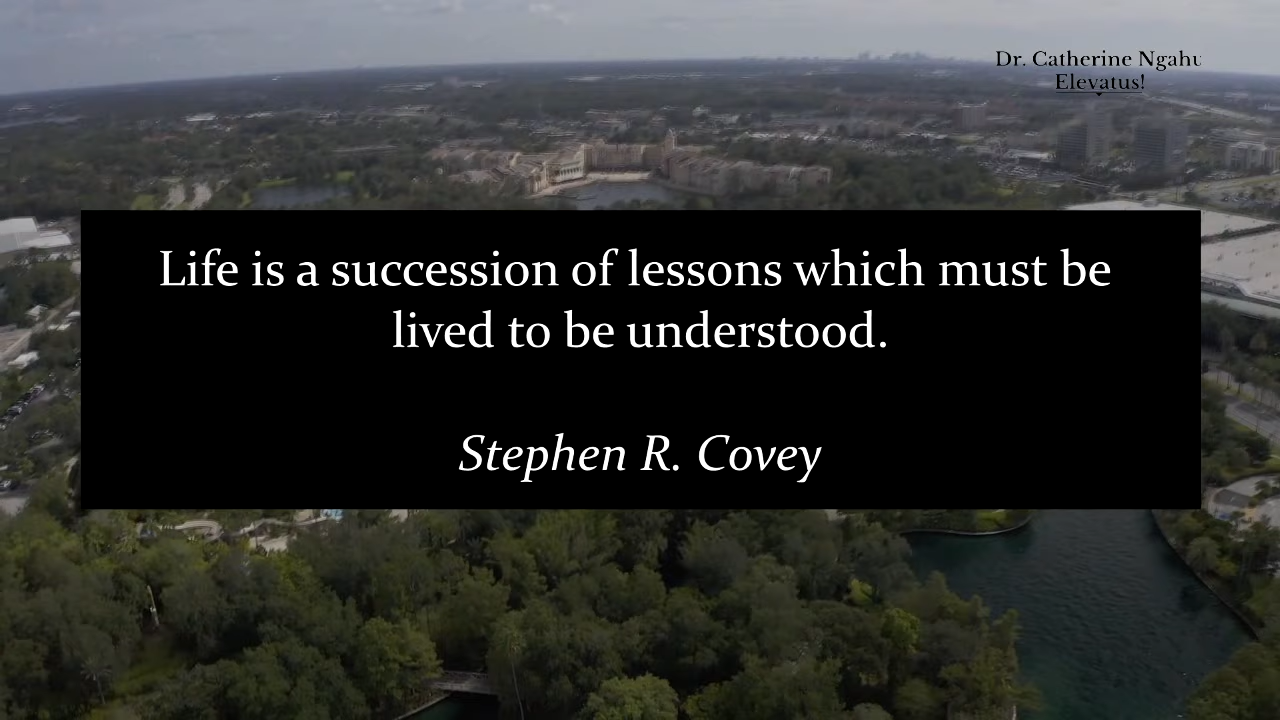 Dr. Catherine Ngahu
Elevatus!
Life is a succession of lessons which must be
lived to be understood.
Stephen R. Covey